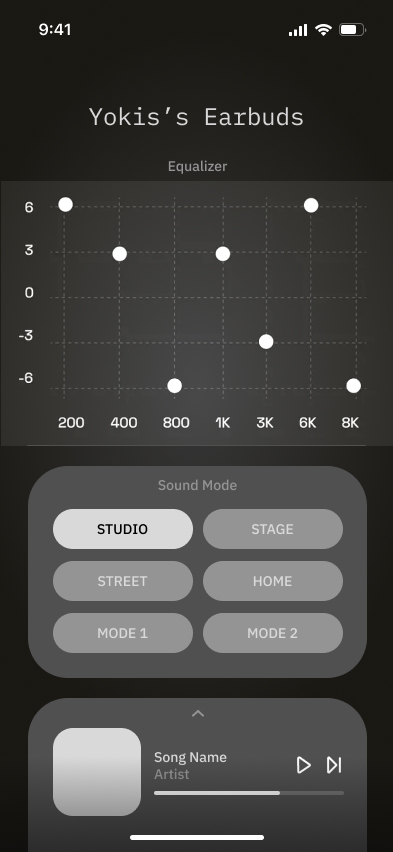 9:41
Yokis’s Earbuds
Equalizer
6
3
0
-3
-6
200 400 800 1K 3K 6K 8K
Sound Mode
STUDIO STAGE
STREET HOME
MODE 1 MODE 2
Song Name
Artist